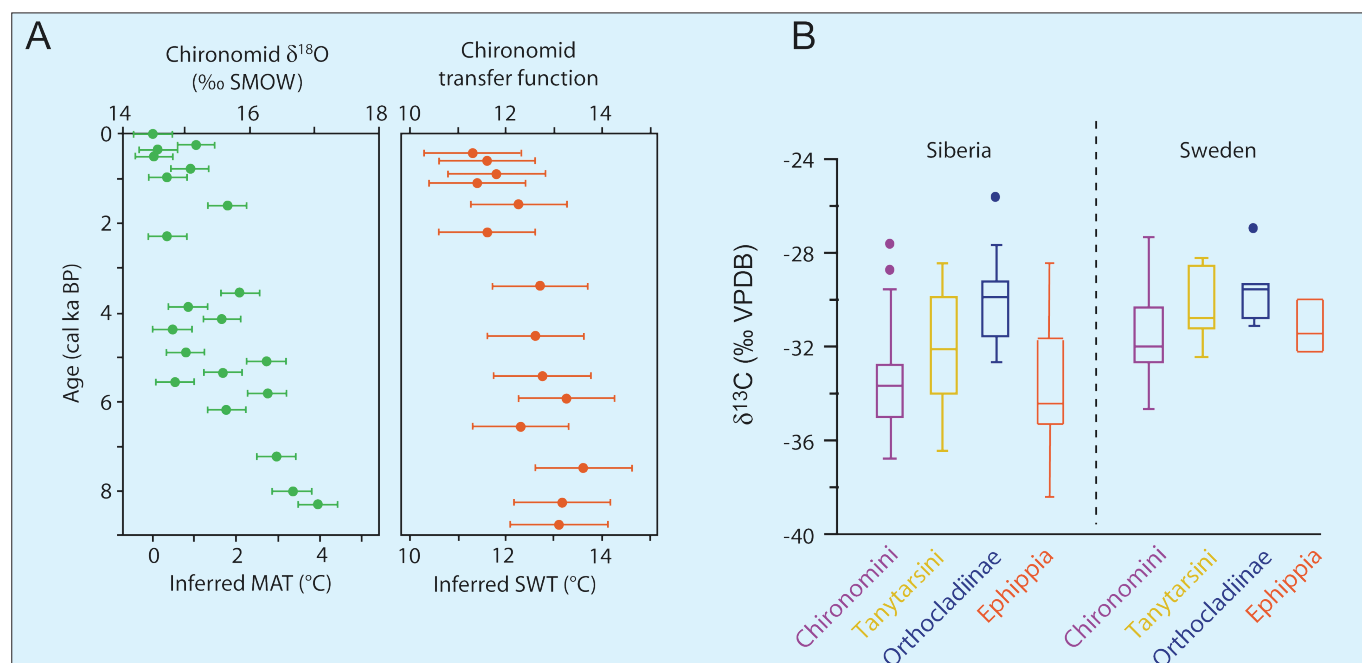 A
Chironomid δ18O
(‰ SMOW)
14 16 18
0
2
4
6
8
Age (cal ka BP)
0 2 4
Inferred MAT (°C)
Chironomid
transfer function
10 12 14
10 12 14
Inferred SWT (°C)
B
Siberia
Sweden
-24
-28
-32
-36
-40
δ13C (‰ VPDB)
Chironomini
Tanytarsini
Orthocladiinae
Ephippia
Chironomini
Tanytarsini
Orthocladiinae
Ephippia